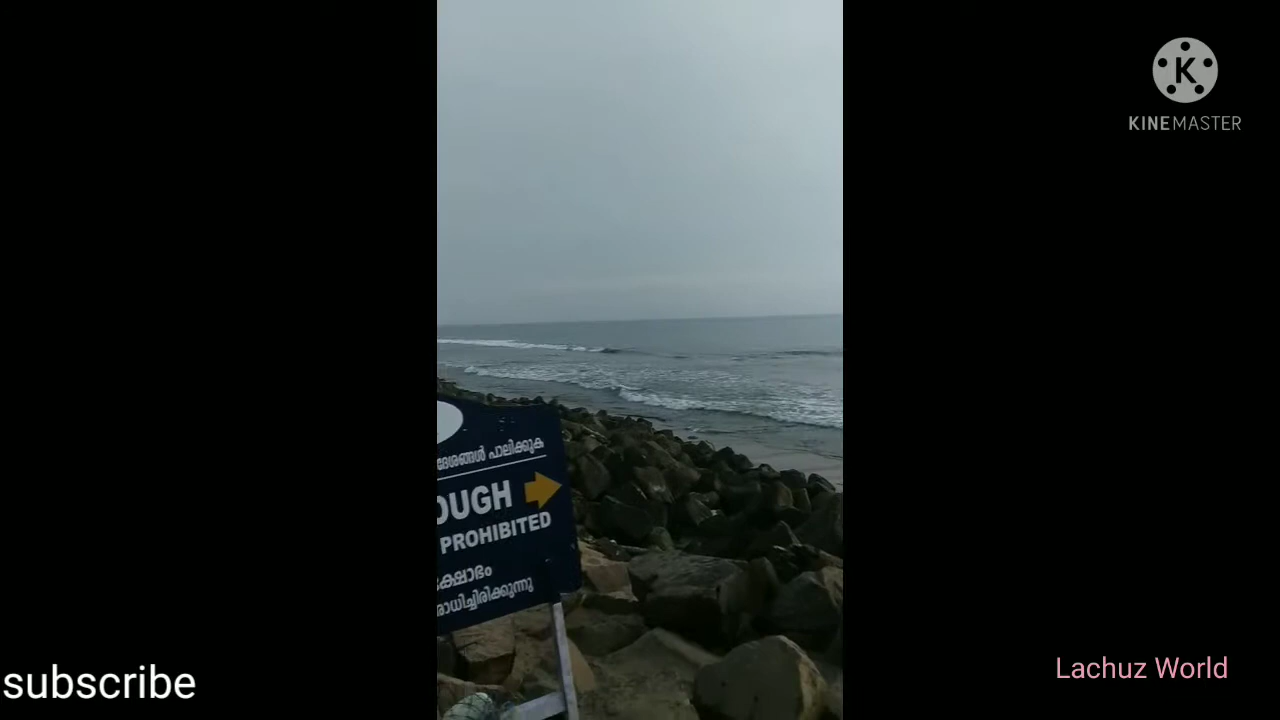 KINEMASTER
ദേശങ്ങൾ പാലിക്കുക
OUGH
PROHIBITED
ക്ഷോഭം
രോധിച്ചിരിക്കുന്നു
subscribe
Lachuz World